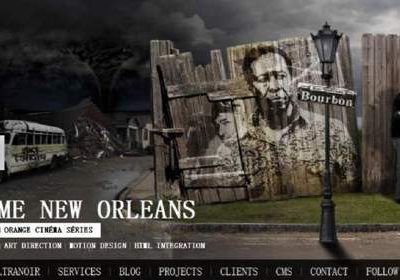 Bourbon
ME NEW ORLEANS
ORANGE CINÉMA SÉRIES
ART DIRECTION MOTION DESIGN HTML INTEGRATION
LTRANOIR SERVICES BLOG PROJECTS CLIENTS CMS CONTACT FOLLOW